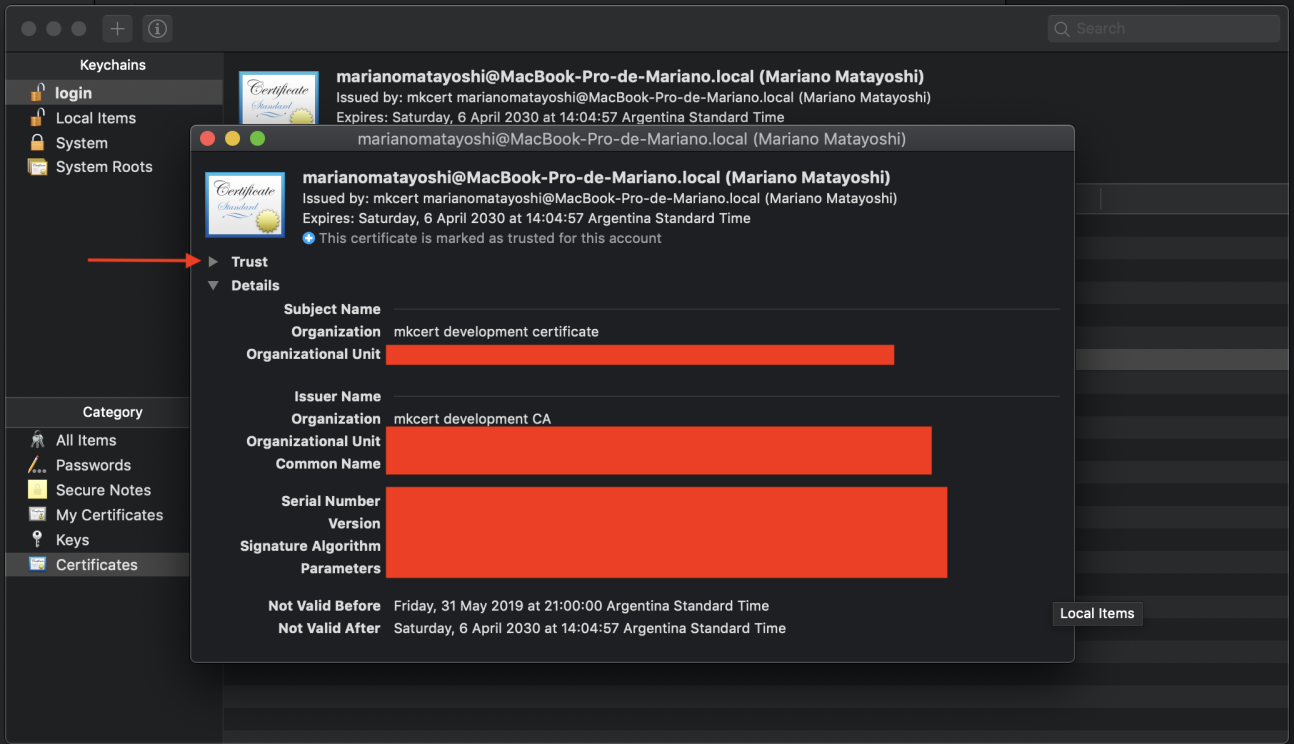 Search
Keychains
login
Local Items
System
System Roots
Certificate
Standard
marianomatayoshi@MacBook-Pro-de-Mariano.local (Mariano Matayoshi)
Issued by: mkcert marianomatayoshi@MacBook-Pro-de-Mariano.local (Mariano Matayoshi)
Expires: Saturday, 6 April 2030 at 14:04:57 Argentina Standard Time
marianomatayoshi@MacBook-Pro-de-Mariano.local (Mariano Matayoshi)
Certificate
Standard
marianomatayoshi@MacBook-Pro-de-Mariano.local (Mariano Matayoshi)
Issued by: mkcert marianomatayoshi@MacBook-Pro-de-Mariano.local (Mariano Matayoshi)
Expires: Saturday, 6 April 2030 at 14:04:57 Argentina Standard Time
This certificate is marked as trusted for this account
Trust
Details
Subject Name
Organization mkcert development certificate
Organizational Unit
Issuer Name
Organization mkcert development CA
Organizational Unit
Common Name
Serial Number
Version
Signature Algorithm
Parameters
Not Valid Before Friday, 31 May 2019 at 21:00:00 Argentina Standard Time
Not Valid After Saturday, 6 April 2030 at 14:04:57 Argentina Standard Time
Category
All Items
Passwords
Secure Notes
My Certificates
Keys
Certificates
Local Items